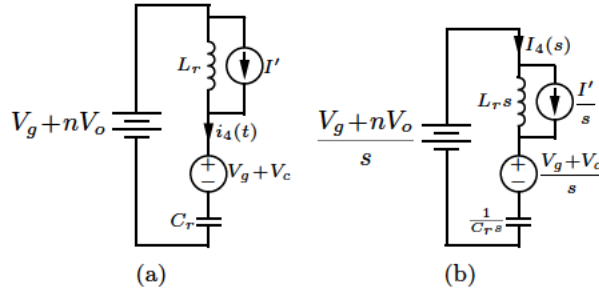 L_r
I'
V_g+nV_o
i_4(t)
+
−
V_g+V_c
C_r
(a)
I_4(s)
L_r s
I'
s
V_g+nV_o
s
+
−
V_g+V_c
s
1
C_r s
(b)